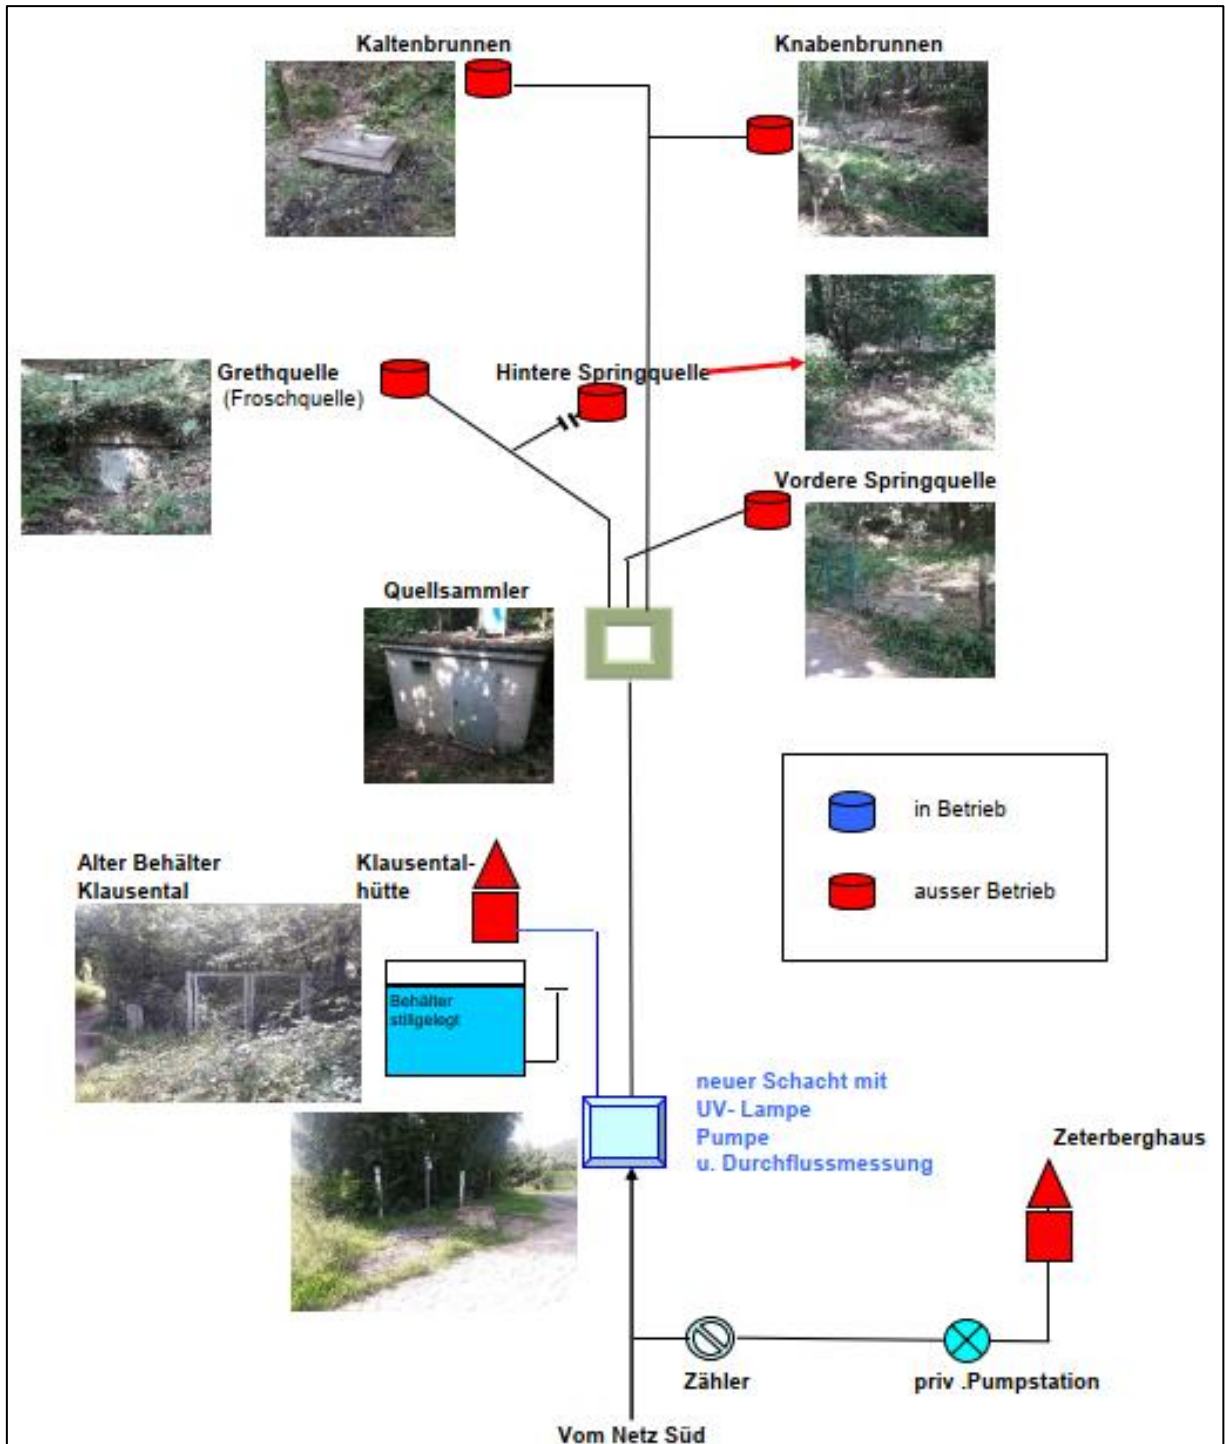 Kaltenbrunnen
Knabenbrunnen
Grethquelle
(Froschquelle)
Hintere Springquelle
Vordere Springquelle
Quellsammler
in Betrieb
ausser Betrieb
Alter Behälter
Klausental
Klausental-
hütte
Behälter
stillgelegt
neuer Schacht mit
UV- Lampe
Pumpe
u. Durchflussmessung
Zeterberghaus
Zähler
priv .Pumpstation
Vom Netz Süd